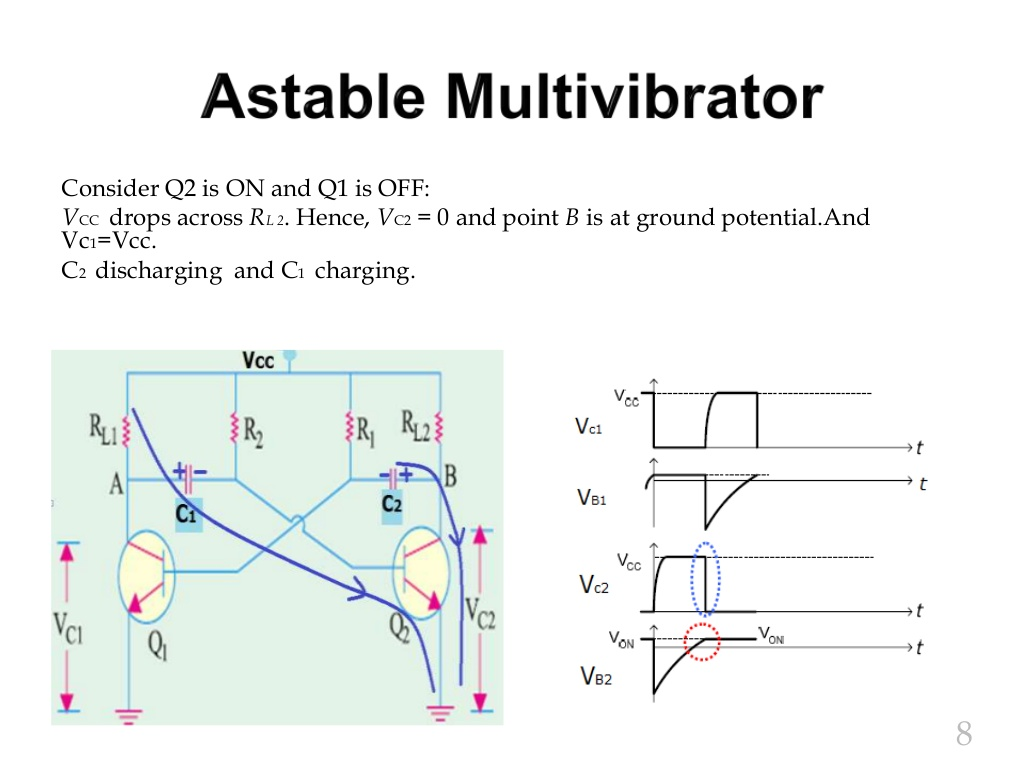 Astable Multivibrator
Consider Q2 is ON and Q1 is OFF:
VCC drops across RL 2. Hence, VC2 = 0 and point B is at ground potential.And
Vc1=Vcc.
C2 discharging and C1 charging.
Vcc
RL1
R2
R1
RL2
A
+ -
- +
B
C1
C2
VC1
Q1
Q2
VC2
VCC
Vc1
t
VB1
t
VCC
Vc2
t
VON
VON
t
VB2
8